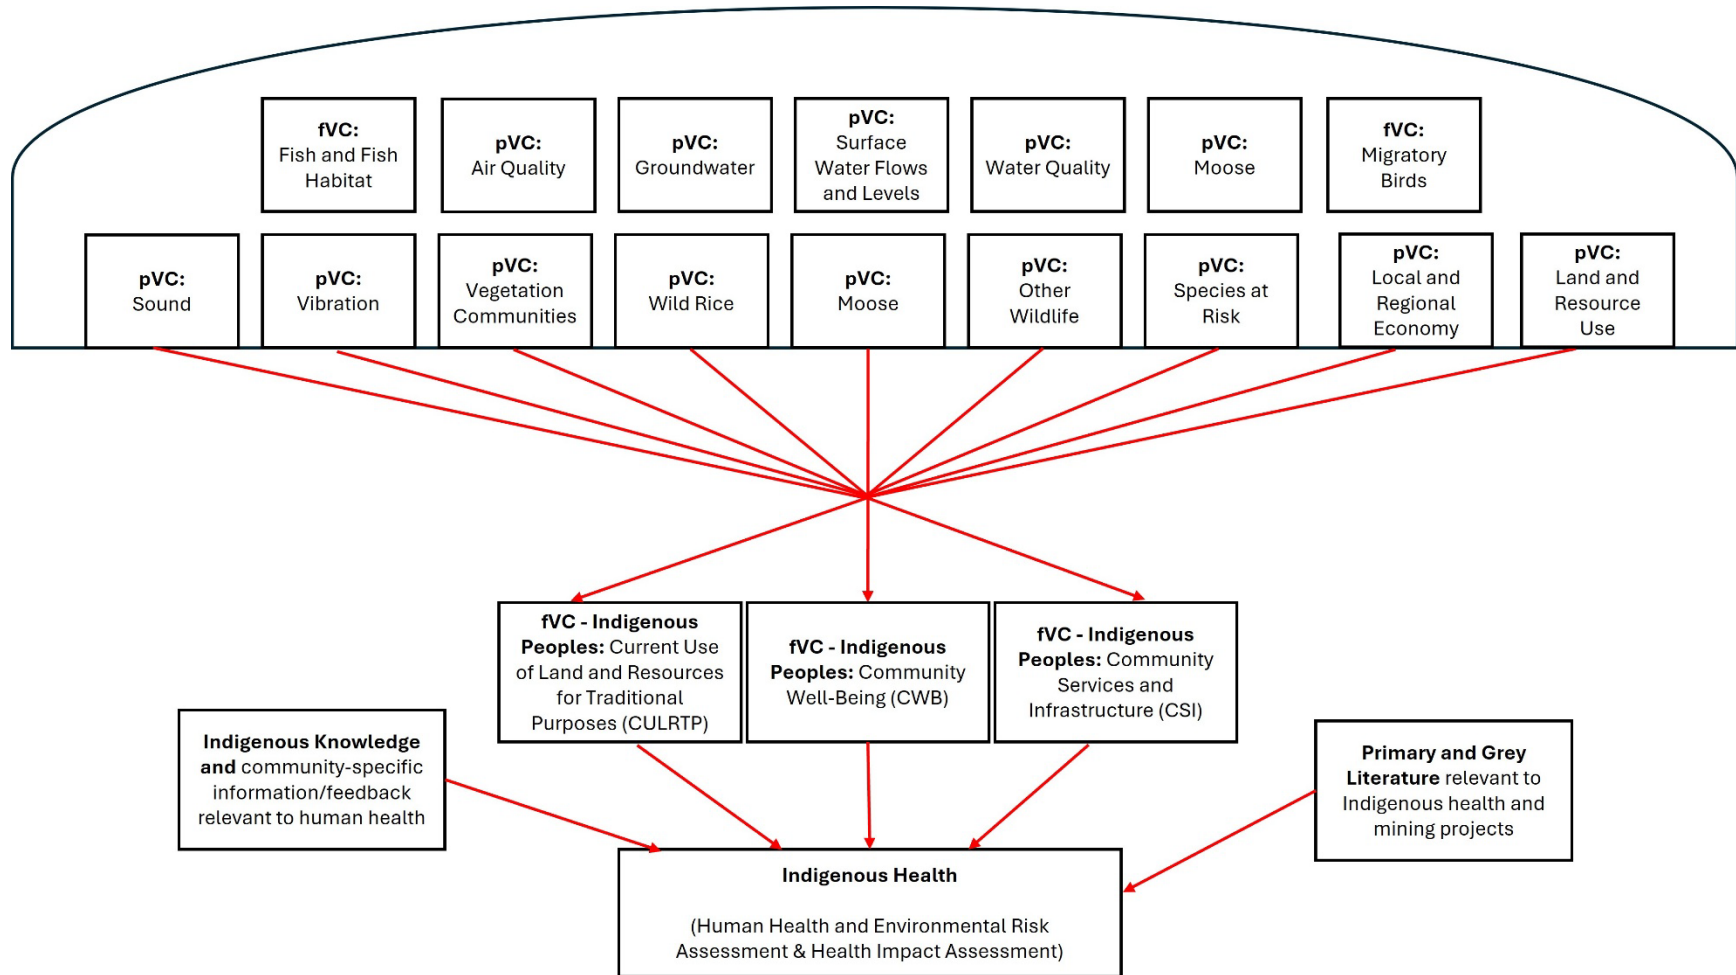 fVC:
Fish and Fish
Habitat
pVC:
Air Quality
pVC:
Groundwater
pVC:
Surface
Water Flows
and Levels
pVC:
Water Quality
pVC:
Moose
fVC:
Migratory
Birds
pVC:
Sound
pVC:
Vibration
pVC:
Vegetation
Communities
pVC:
Wild Rice
pVC:
Moose
pVC:
Other
Wildlife
pVC:
Species at
Risk
pVC:
Local and
Regional
Economy
pVC:
Land and
Resource
Use
fVC - Indigenous
Peoples: Current Use
of Land and Resources
for Traditional
Purposes (CULRTP)
fVC - Indigenous
Peoples: Community
Well-Being (CWB)
fVC - Indigenous
Peoples: Community
Services and
Infrastructure (CSI)
Indigenous Knowledge
and community-specific
information/feedback
relevant to human health
Primary and Grey
Literature relevant to
Indigenous health and
mining projects
Indigenous Health
(Human Health and Environmental Risk
Assessment & Health Impact Assessment)